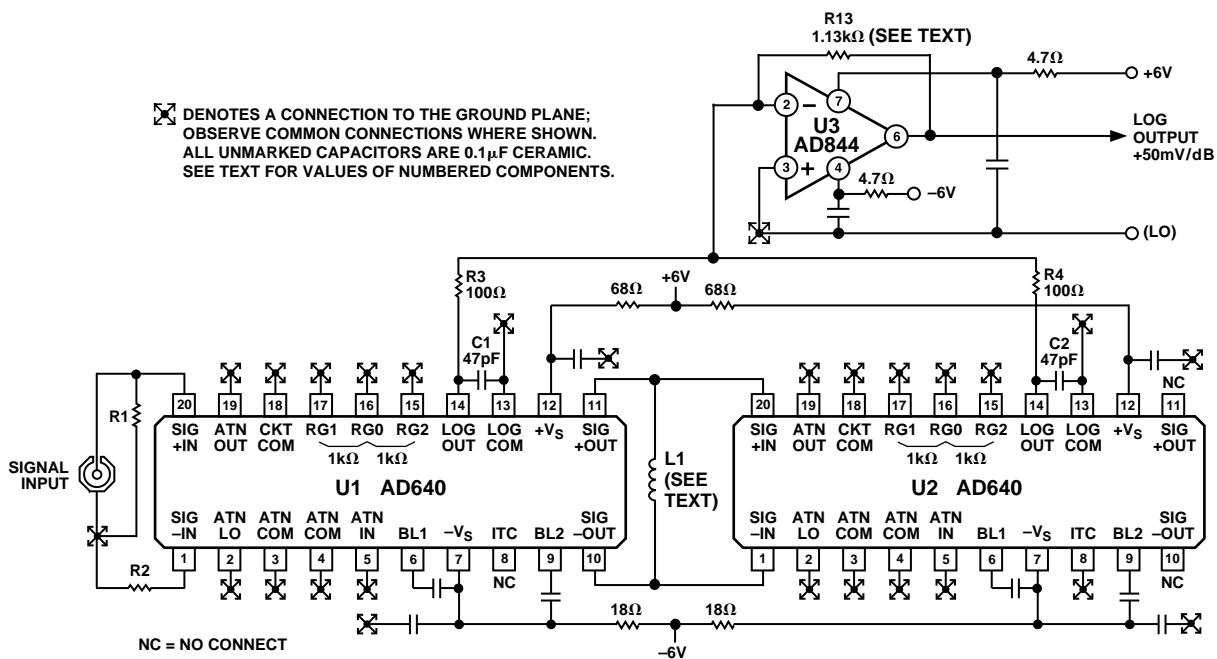 R13
1.13kΩ (SEE TEXT)
4.7Ω
+6V
DENOTES A CONNECTION TO THE GROUND PLANE;
OBSERVE COMMON CONNECTIONS WHERE SHOWN.
ALL UNMARKED CAPACITORS ARE 0.1µF CERAMIC.
SEE TEXT FOR VALUES OF NUMBERED COMPONENTS.
2
–
7
U3
AD844
6
3
+
4
LOG
OUTPUT
+50mV/dB
4.7Ω
–6V
(LO)
R3
100Ω
+6V
68Ω
68Ω
R4
100Ω
C1
47pF
C2
47pF
NC
R1
20
19
18
17
16
15
14
13
12
11
20
19
18
17
16
15
14
13
12
11
SIG
+IN
ATN
OUT
CKT
COM
RG1
RG0
RG2
LOG
OUT
LOG
COM
+VS
SIG
+OUT
SIG
+IN
ATN
OUT
CKT
COM
RG1
RG0
RG2
LOG
OUT
LOG
COM
+VS
SIG
+OUT
1kΩ
1kΩ
1kΩ
1kΩ
SIGNAL
INPUT
U1 AD640
L1
(SEE
TEXT)
U2 AD640
SIG
–IN
ATN
LO
ATN
COM
ATN
COM
ATN
IN
BL1
–VS
ITC
BL2
SIG
–OUT
SIG
–IN
ATN
LO
ATN
COM
ATN
COM
ATN
IN
BL1
–VS
ITC
BL2
SIG
–OUT
1
2
3
4
5
6
7
8
9
10
1
2
3
4
5
6
7
8
9
10
R2
NC
NC
18Ω
18Ω
–6V
NC = NO CONNECT